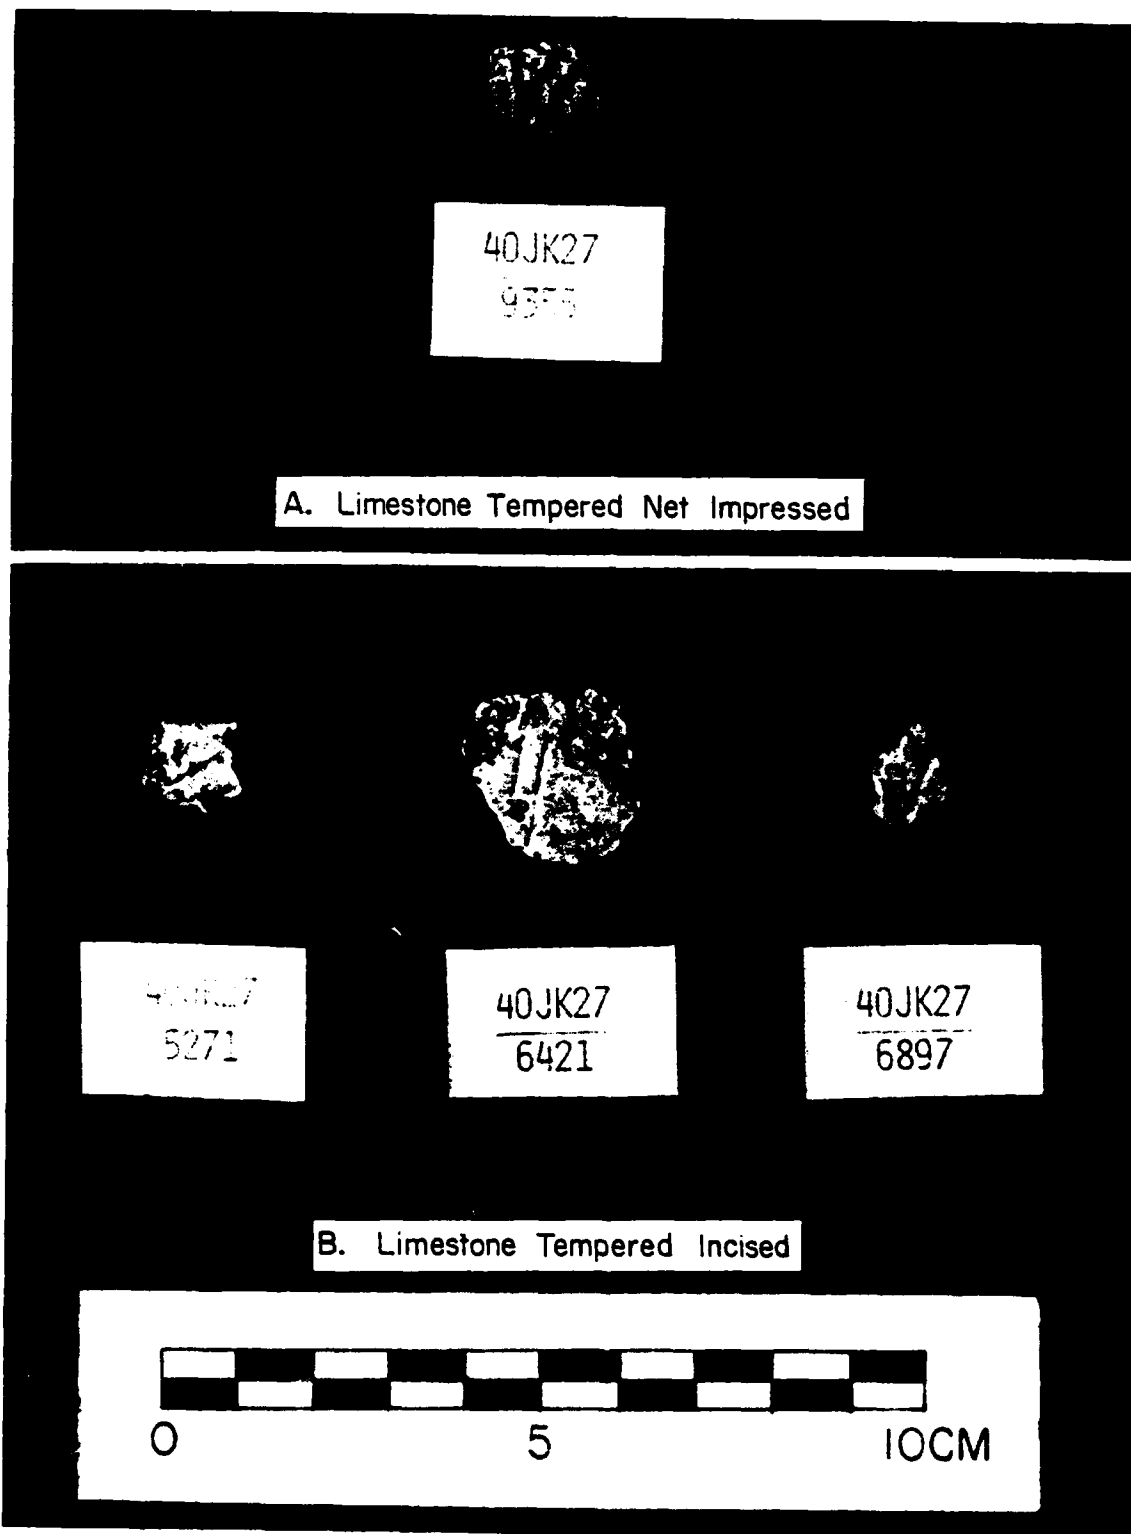 40JK27
A. Limestone Tempered Net Impressed
5271
40JK27
6421
40JK27
6897
B. Limestone Tempered Incised
0 5 10CM